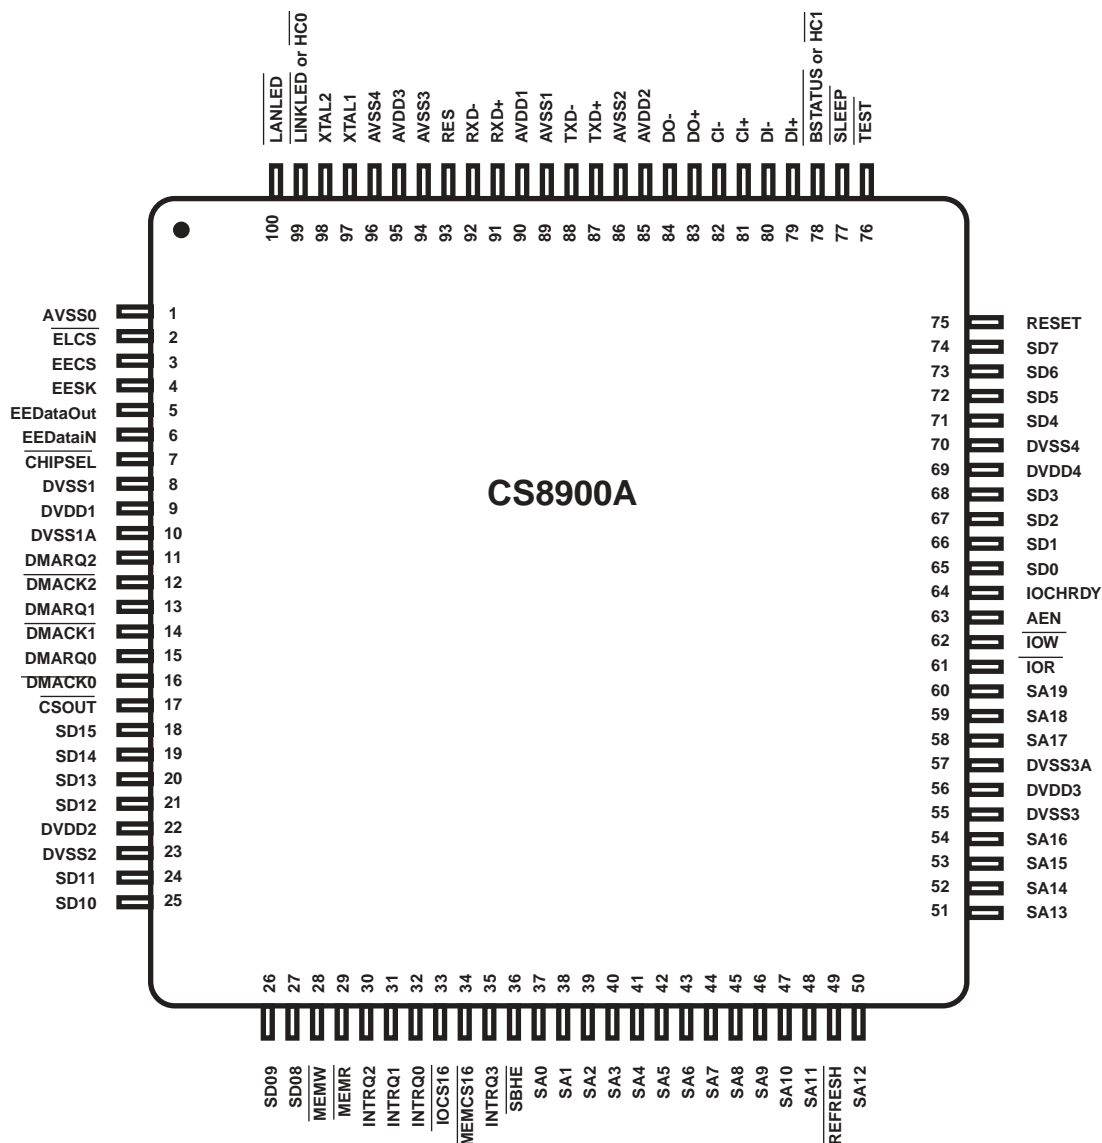 LANLED
LINKLED or HC0
XTAL2
XTAL1
AVSS4
AVDD3
AVSS3
RES
RXD-
RXD+
AVDD1
AVSS1
TXD-
TXD+
AVSS2
AVDD2
DO-
DO+
CI-
CI+
DI-
DI+
BSTATUS or HC1
SLEEP
TEST
100
99
98
97
96
95
94
93
92
91
90
89
88
87
86
85
84
83
82
81
80
79
78
77
76
AVSS0 1
ELCS 2
EECS 3
EESK 4
EEDataOut 5
EEDataiN 6
CHIPSEL 7
DVSS1 8
DVDD1 9
DVSS1A 10
DMARQ2 11
DMACK2 12
DMARQ1 13
DMACK1 14
DMARQ0 15
DMACK0 16
CSOUT 17
SD15 18
SD14 19
SD13 20
SD12 21
DVDD2 22
DVSS2 23
SD11 24
SD10 25
CS8900A
75 RESET
74 SD7
73 SD6
72 SD5
71 SD4
70 DVSS4
69 DVDD4
68 SD3
67 SD2
66 SD1
65 SD0
64 IOCHRDY
63 AEN
62 IOW
61 IOR
60 SA19
59 SA18
58 SA17
57 DVSS3A
56 DVDD3
55 DVSS3
54 SA16
53 SA15
52 SA14
51 SA13
26
27
28
29
30
31
32
33
34
35
36
37
38
39
40
41
42
43
44
45
46
47
48
49
50
SD09
SD08
MEMW
MEMR
INTRQ2
INTRQ1
INTRQ0
IOCS16
MEMCS16
INTRQ3
SBHE
SA0
SA1
SA2
SA3
SA4
SA5
SA6
SA7
SA8
SA9
SA10
SA11
REFRESH
SA12